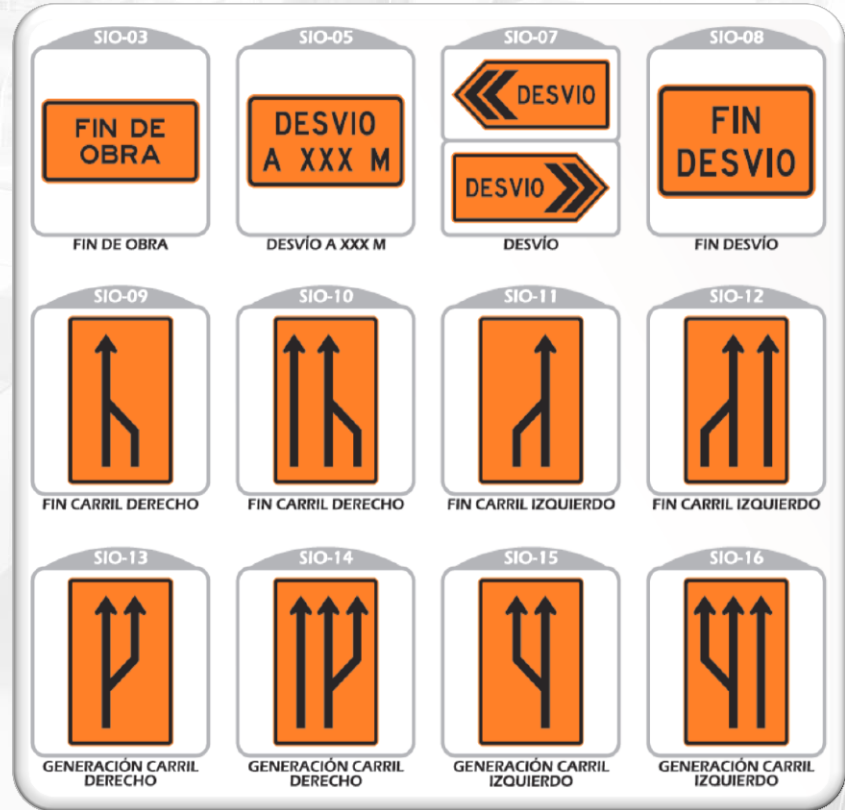 SIO-03
FIN DE
OBRA
FIN DE OBRA
SIO-05
DESVIO
A XXX M
DESVÍO A XXX M
SIO-07
DESVIO
DESVIO
DESVÍO
SIO-08
FIN
DESVIO
FIN DESVÍO
SIO-09
FIN CARRIL DERECHO
SIO-10
FIN CARRIL DERECHO
SIO-11
FIN CARRIL IZQUIERDO
SIO-12
FIN CARRIL IZQUIERDO
SIO-13
GENERACIÓN CARRIL
DERECHO
SIO-14
GENERACIÓN CARRIL
DERECHO
SIO-15
GENERACIÓN CARRIL
IZQUIERDO
SIO-16
GENERACIÓN CARRIL
IZQUIERDO